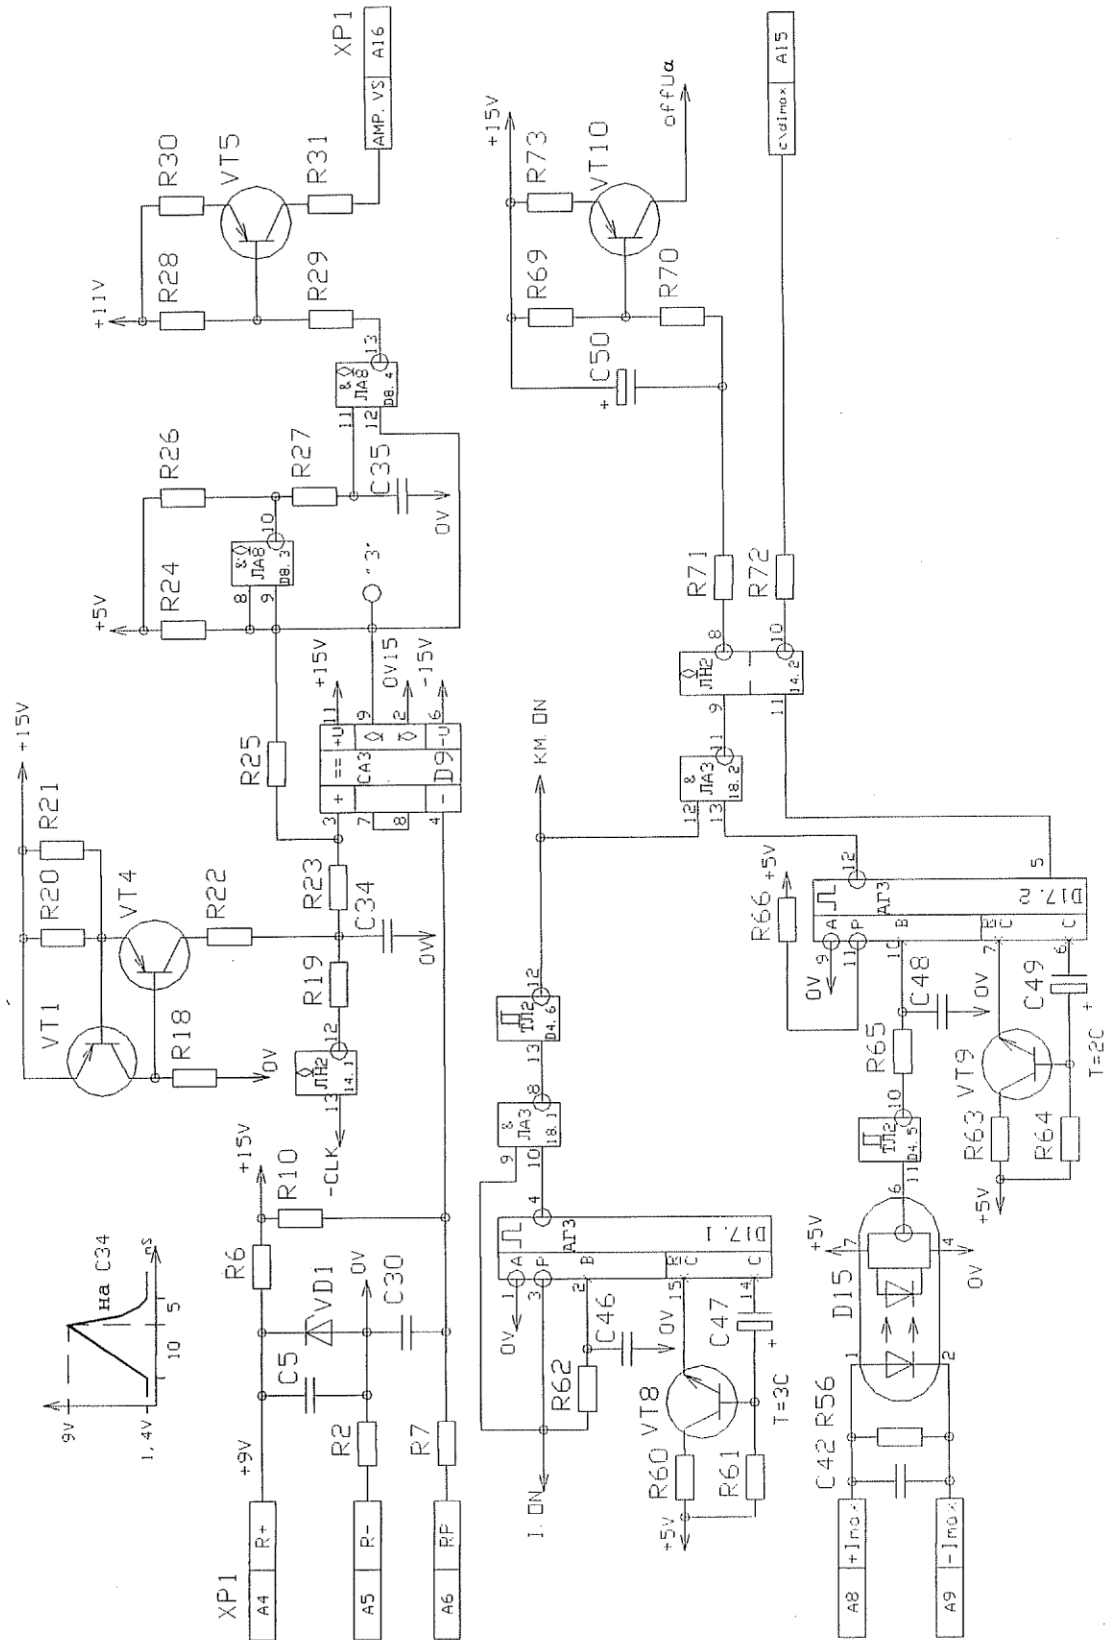 XP1
A4 R+
A5 R-
A6 RP
+9V
R2
R7
C5
R6
VD1
C30
0V
+15V
R10
9V
1,4V
на C34
10
5
nS
-CLK
13
ЛН2
14.1
12
R19
C34
0V
R23
VT1
R18
0V
R20
R21
+15V
VT4
R22
R25
3
7
8
4
+
-
==
CA3
D9
+U
-U
11
9
2
6
+15V
0V15
-15V
"3"
+5V
R24
R26
8
9
&
ЛА8
D8.3
10
R27
C35
0V
11
12
&
ЛА8
D8.4
13
+11V
R28
R29
R30
VT5
R31
AMP.VS A16
XP1
I.ON
+5V
R60
R61
VT8
R62
C46
0V
C47
T=3C
0V
1
3
2
15
14
A
P
B
R
C
C
АГ3
D17.1
4
9
10
&
ЛА3
18.1
8
13
ТЛ2
D4.6
12
KM.ON
A8 +Imax
A9 -Imax
C42
R56
D15
1
2
+5V
7
6
4
0V
11
ТЛ2
D4.5
10
R65
C48
0V
+5V
R63
R64
VT9
C49
T=2C
R66
+5V
0V
9
11
10
7
6
A
P
B
R
C
C
АГ3
D17.2
12
5
12
13
&
ЛА3
18.2
11
9
ЛН2
8
11
14.2
10
R71
R72
C50
+
R69
R70
+15V
R73
VT10
offUα
c\dimax A15